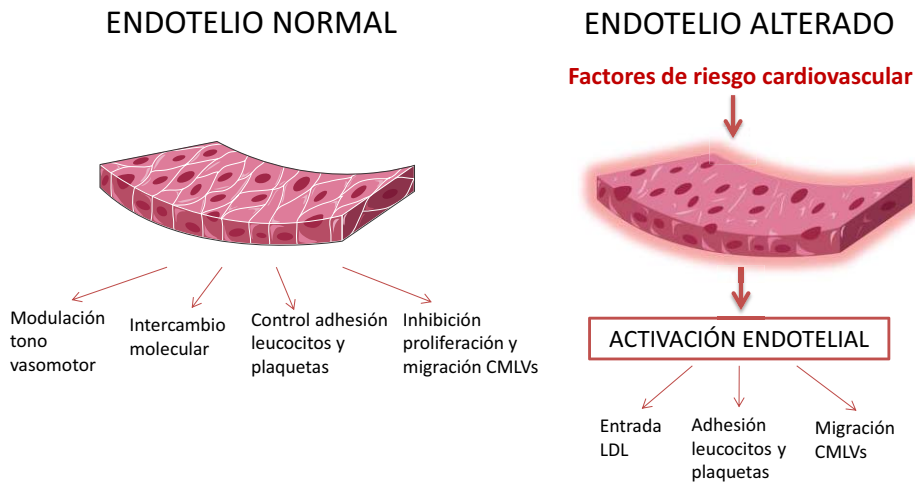 ENDOTELIO NORMAL
Modulación
tono
vasomotor
Intercambio
molecular
Control adhesión
leucocitos y
plaquetas
Inhibición
proliferación y
migración CMLVs
ENDOTELIO ALTERADO
Factores de riesgo cardiovascular
ACTIVACIÓN ENDOTELIAL
Entrada
LDL
Adhesión
leucocitos y
plaquetas
Migración
CMLVs